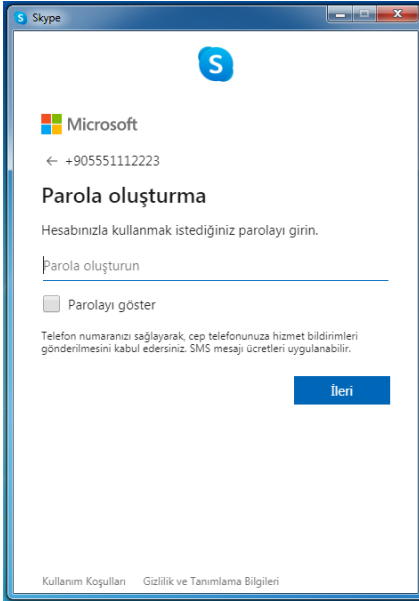 Skype
Microsoft
← +905551112223
Parola oluşturma
Hesabınızla kullanmak istediğiniz parolayı girin.
Parola oluşturun
Parolayı göster
Telefon numaranızı sağlayarak, cep telefonunuza hizmet bildirimleri
gönderilmesini kabul edersiniz. SMS mesajı ücretleri uygulanabilir.
İleri
Kullanım Koşulları Gizlilik ve Tanımlama Bilgileri